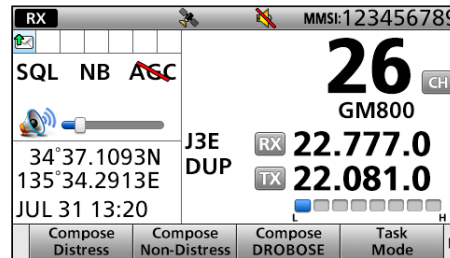 RX MMSI:123456789
SQL NB AGC
26 CH
GM800
J3E RX 22.777.0
DUP TX 22.081.0
34°37.1093N
135°34.2913E
JUL 31 13:20
L H
Compose Distress
Compose Non-Distress
Compose DROBOSE
Task Mode